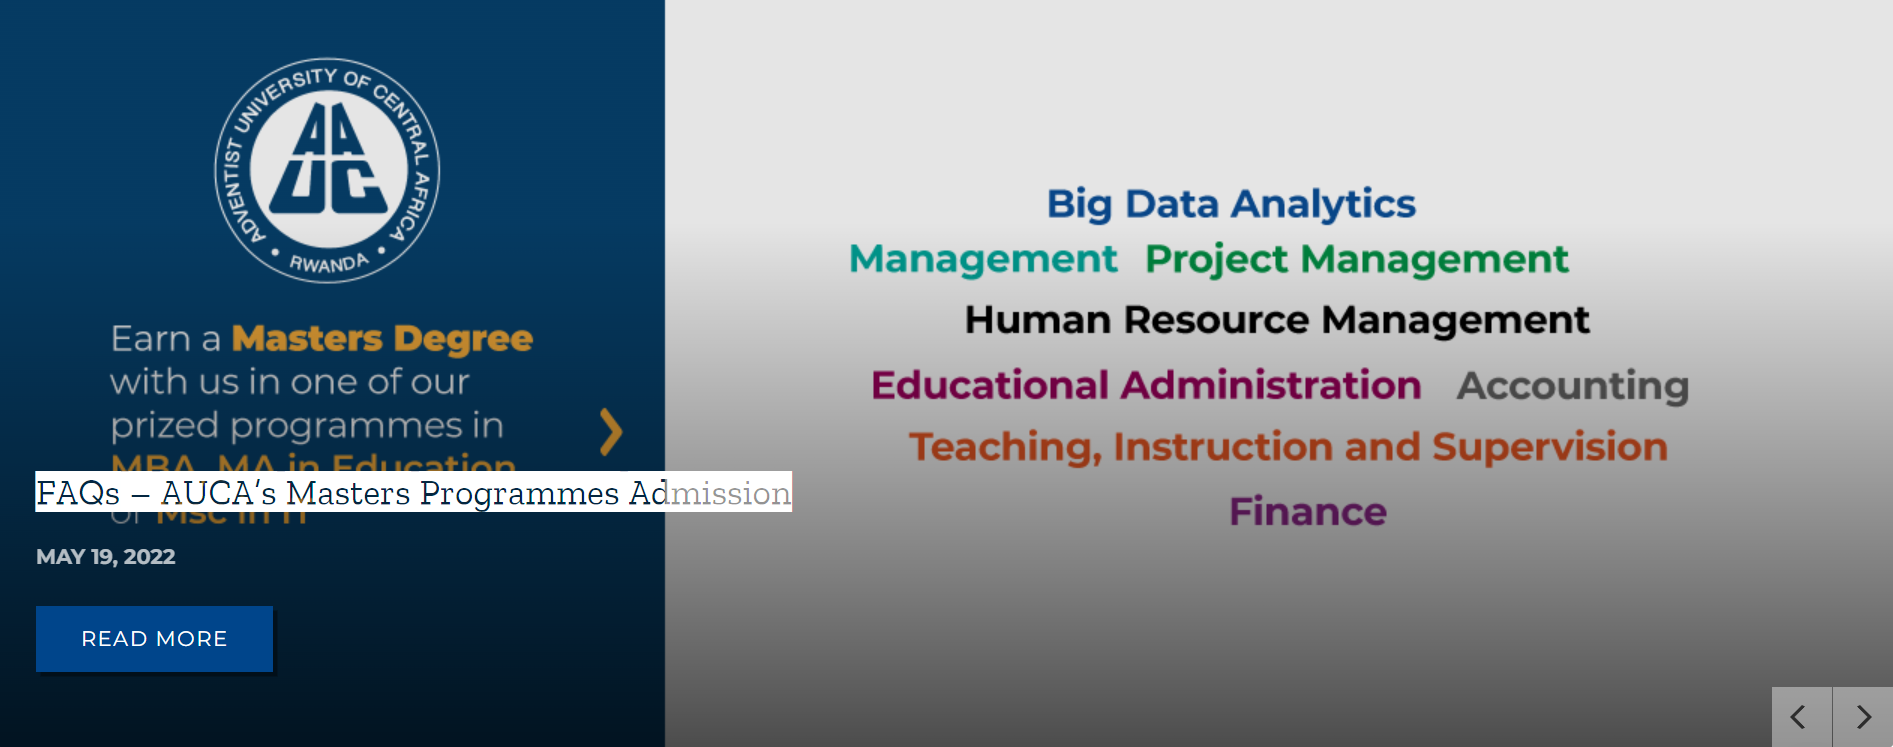 ADVENTIST UNIVERSITY OF CENTRAL AFRICA
• RWANDA •
AAUC
Earn a Masters Degree
with us in one of our
prized programmes in
MBA, MA in Education
or MSc in IT
FAQs – AUCA's Masters Programmes Admission
MAY 19, 2022
READ MORE
Big Data Analytics
Management Project Management
Human Resource Management
Educational Administration Accounting
Teaching, Instruction and Supervision
Finance